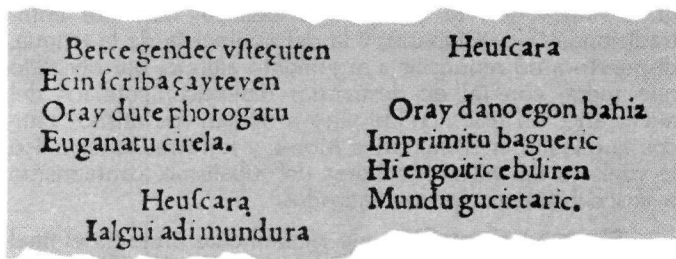 Berce gendec vſteçuten
Ecin ſcriba çayteyen
Oray dute phorogatu
Euganatu cirela.
Heuſcara
Ialgui adi mundura
Heuſcara
Oray dano egon bahiz
Imprimitu bagueric
Hi engoitic ebiliren
Mundu gucietaric.